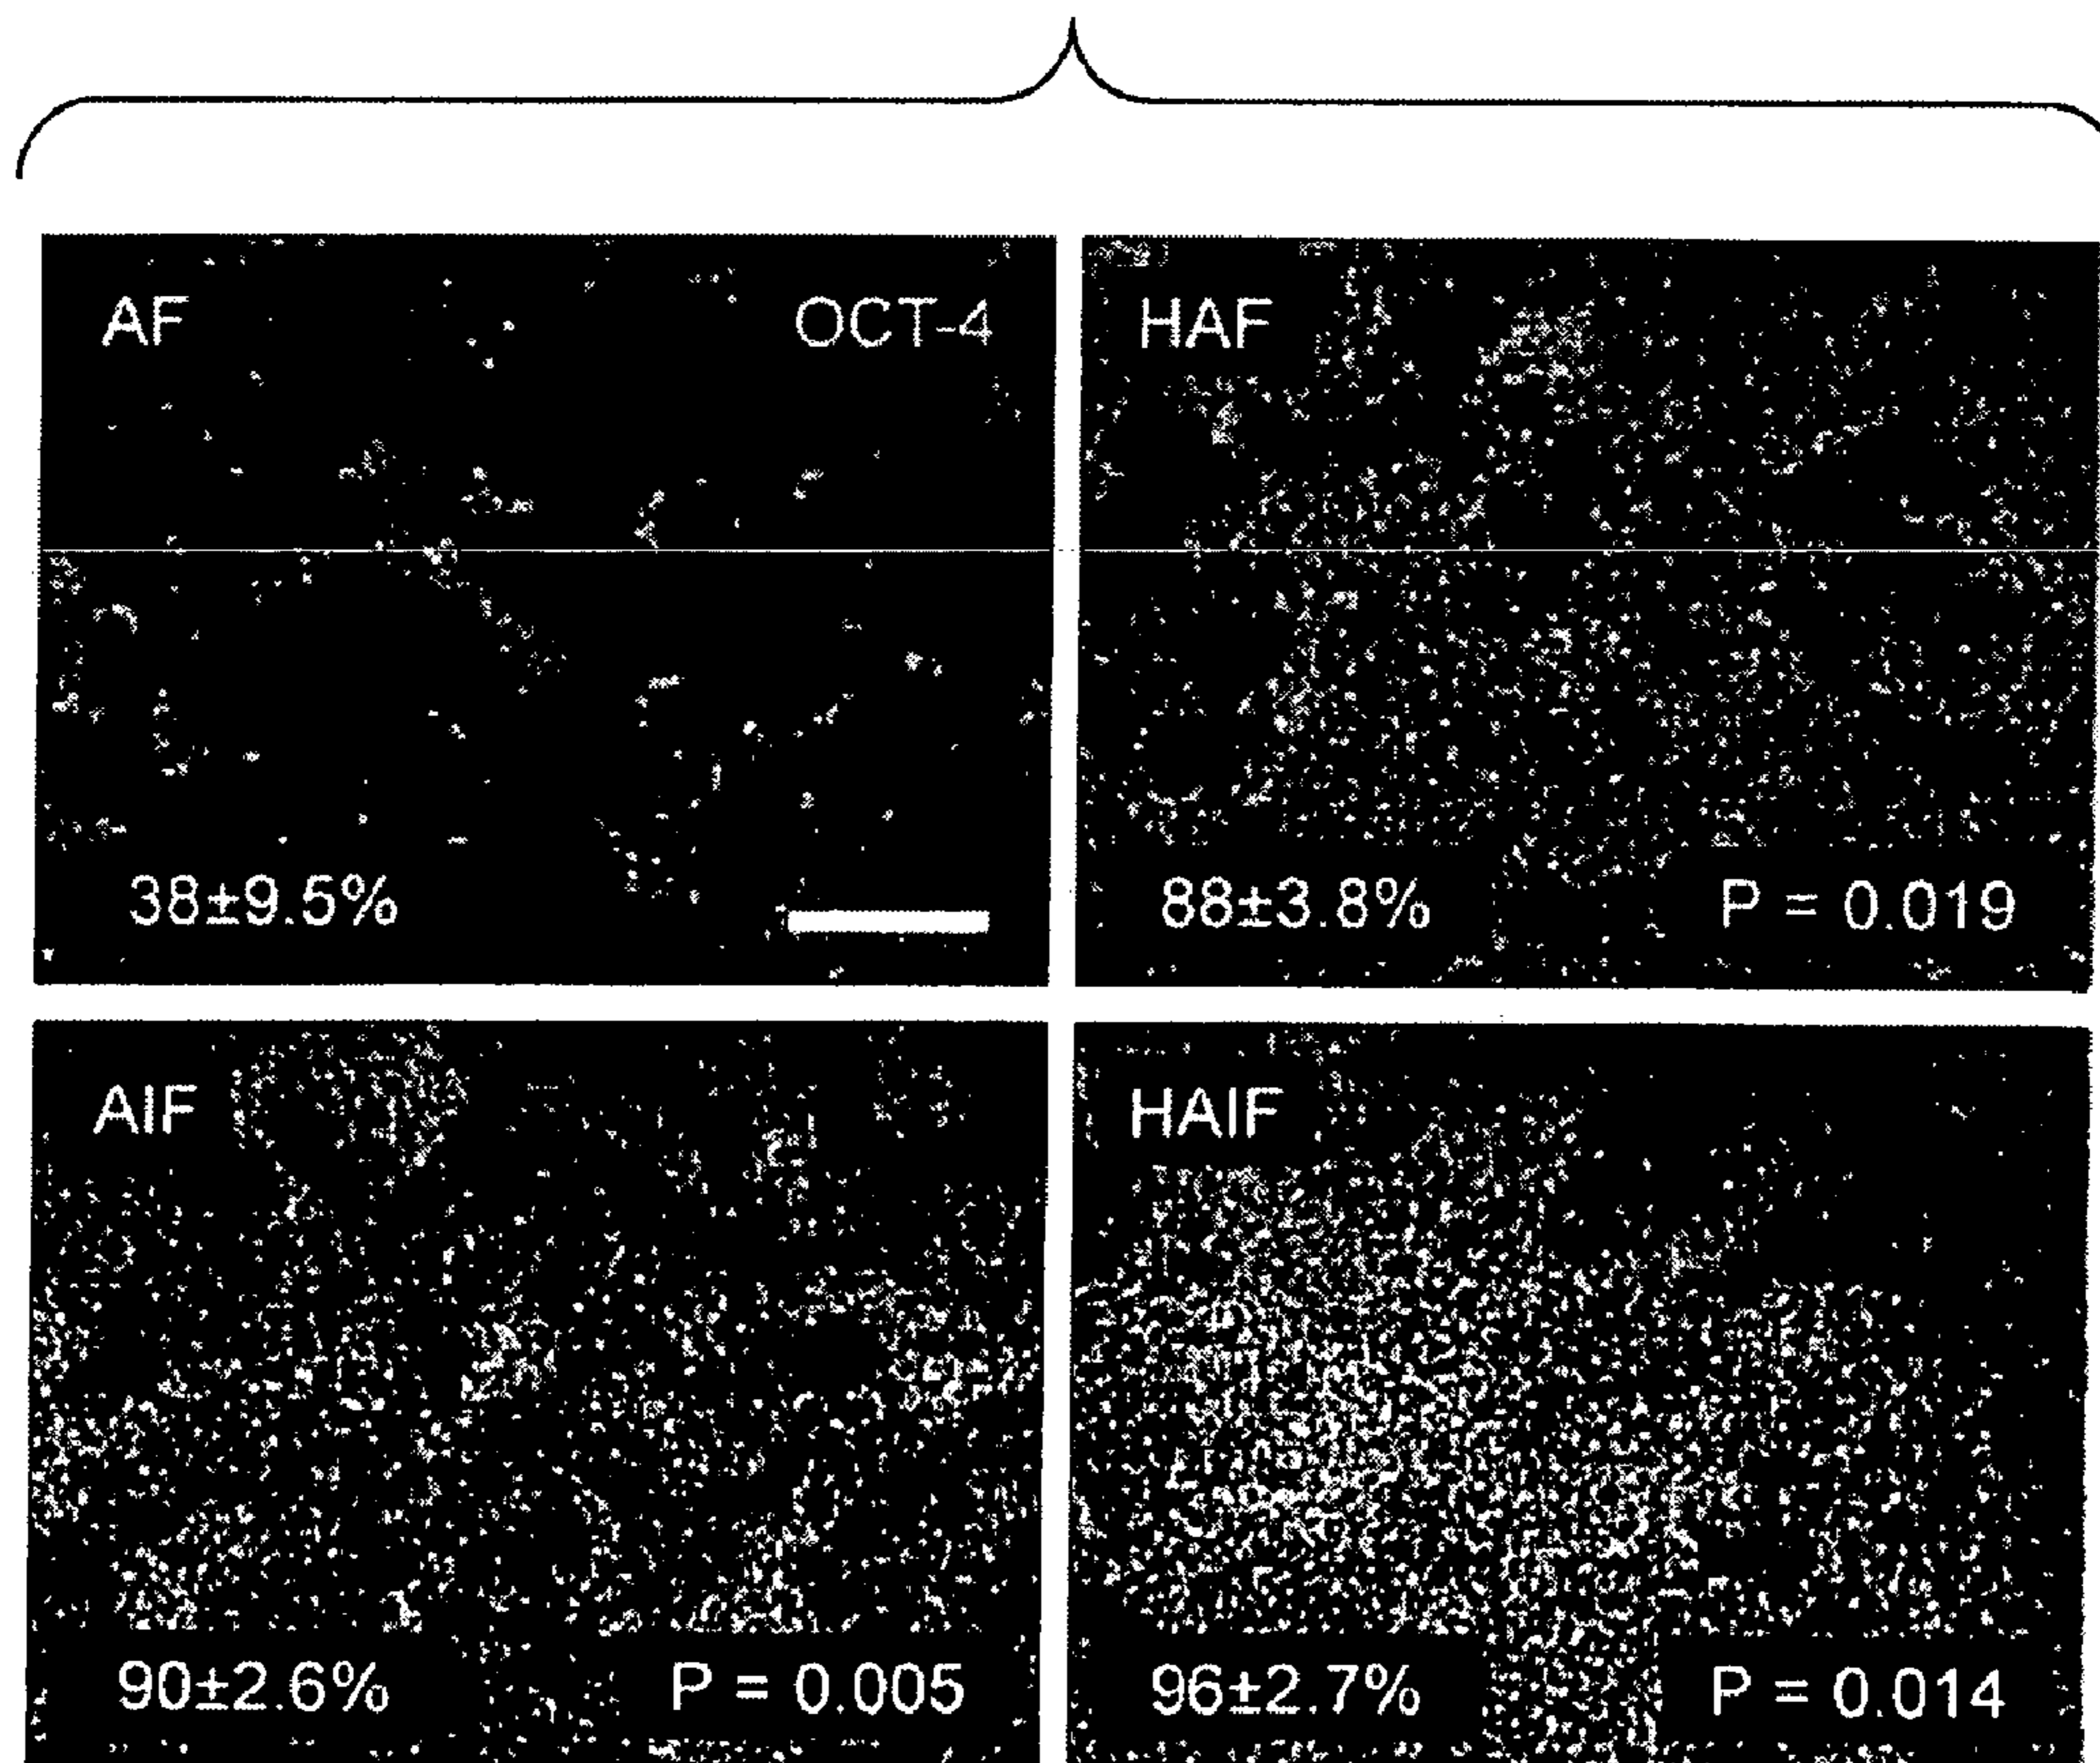 AF OCT-4
HAF
38±9.5%
88±3.8% P = 0.019
AIF
HAIF
90±2.6% P = 0.005
96±2.7% P = 0.014